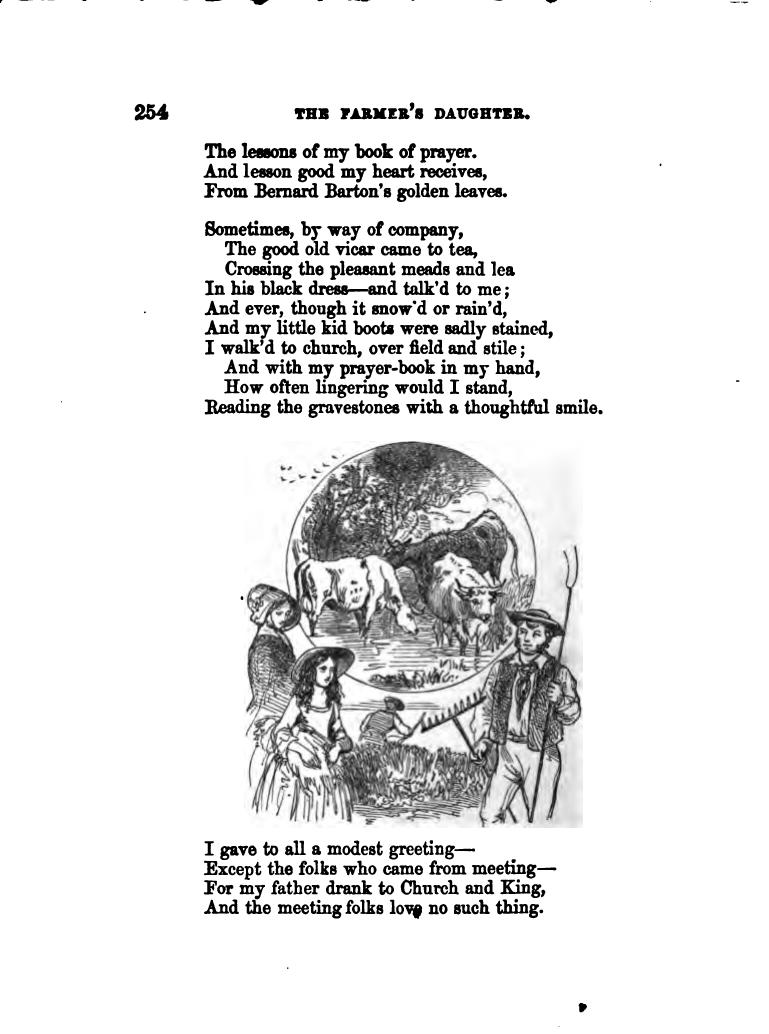 254 THE FARMER'S DAUGHTER.
The lessons of my book of prayer.
And lesson good my heart receives,
From Bernard Barton's golden leaves.
Sometimes, by way of company,
The good old vicar came to tea,
Crossing the pleasant meads and lea
In his black dress—and talk'd to me;
And ever, though it snow'd or rain'd,
And my little kid boots were sadly stained,
I walk'd to church, over field and stile;
And with my prayer-book in my hand,
How often lingering would I stand,
Reading the gravestones with a thoughtful smile.
I gave to all a modest greeting—
Except the folks who came from meeting—
For my father drank to Church and King,
And the meeting folks love no such thing.